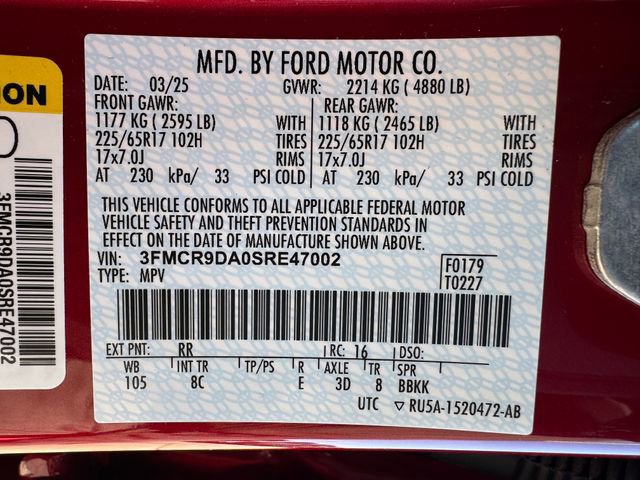 MFD. BY FORD MOTOR CO.
DATE: 03/25 GVWR: 2214 KG ( 4880 LB)
FRONT GAWR: REAR GAWR:
1177 KG ( 2595 LB) WITH 1118 KG ( 2465 LB) WITH
225/65R17 102H TIRES 225/65R17 102H TIRES
17x7.0J RIMS 17x7.0J RIMS
AT 230 kPa/ 33 PSI COLD AT 230 kPa/ 33 PSI COLD
THIS VEHICLE CONFORMS TO ALL APPLICABLE FEDERAL MOTOR
VEHICLE SAFETY AND THEFT PREVENTION STANDARDS IN
EFFECT ON THE DATE OF MANUFACTURE SHOWN ABOVE.
VIN: 3FMCR9DA0SRE47002 F0179
TYPE: MPV T0227
EXT PNT: RR RC: 16 DSO:
WB INT TR TP/PS R AXLE TR SPR
105 8C E 3D 8 BBKK
UTC ▽ RU5A-1520472-AB
ION
3FMCR9DA0SRE47002